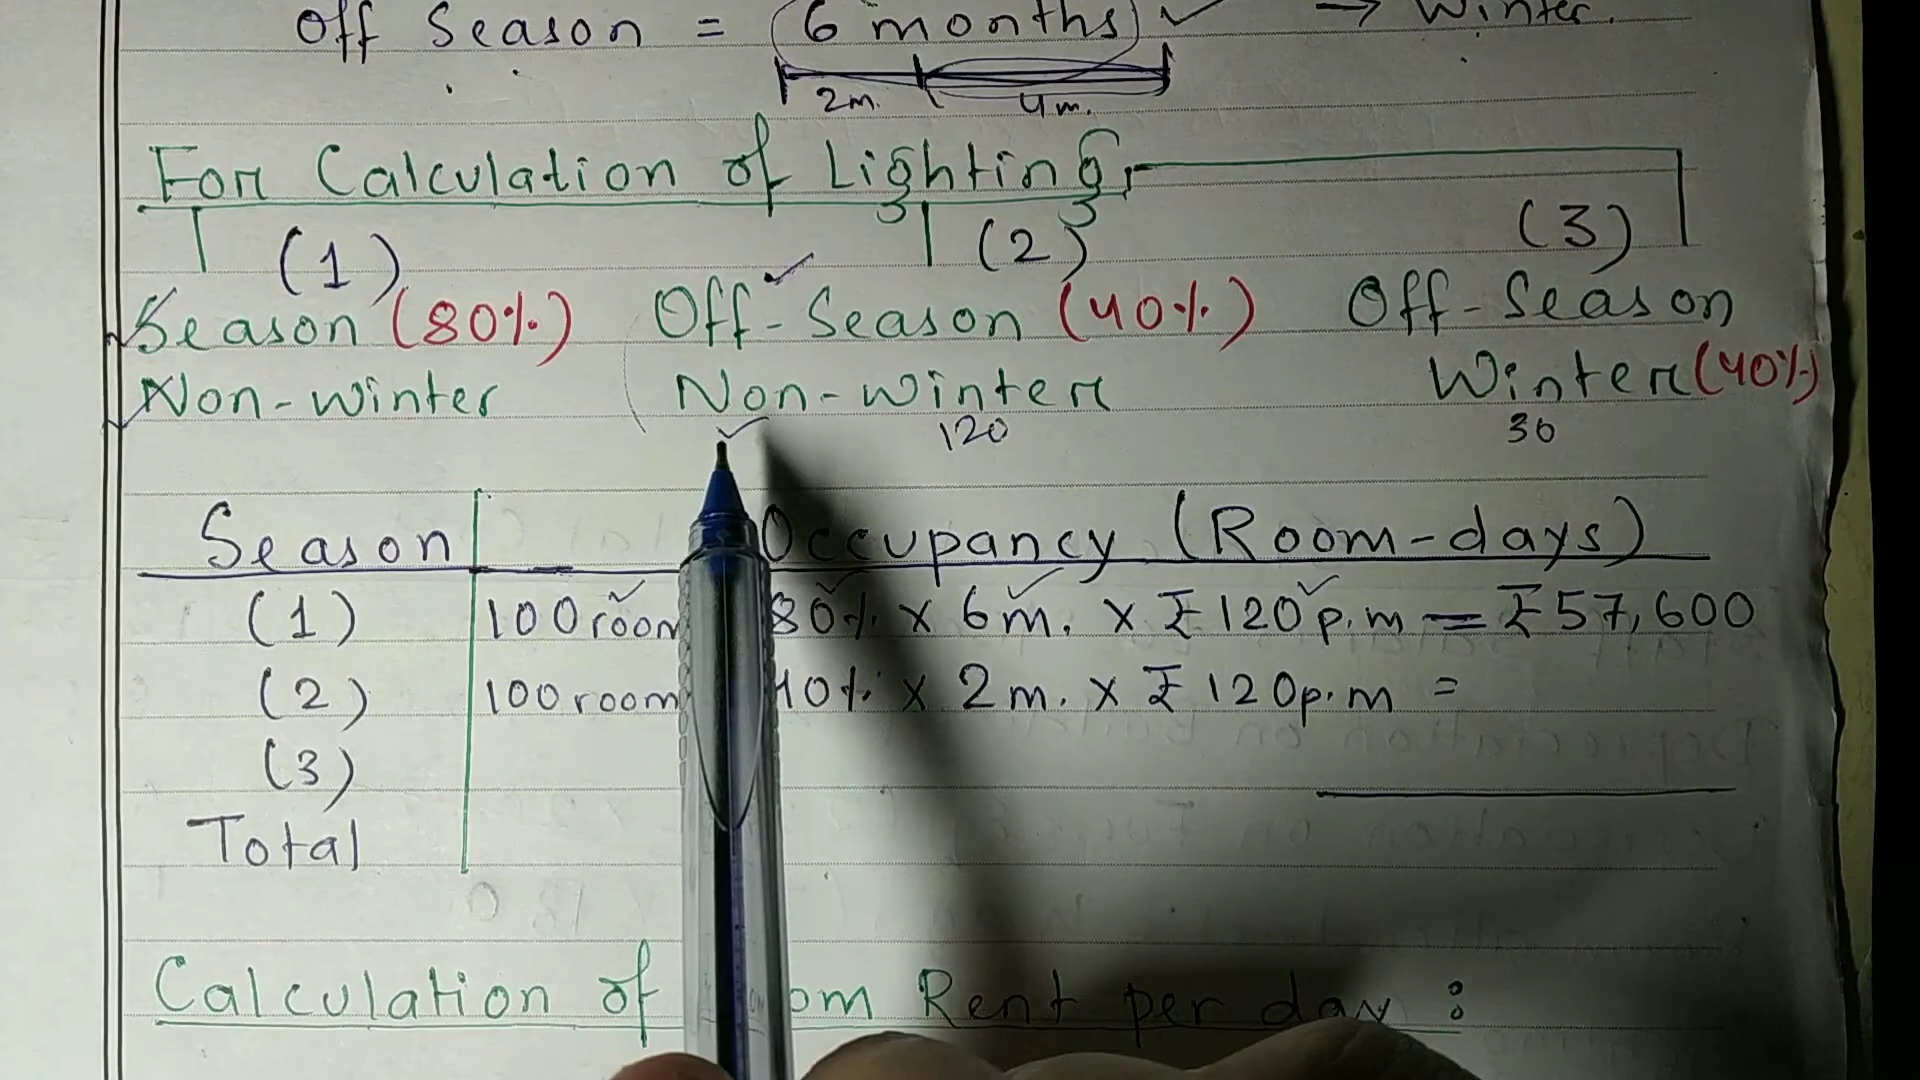 Off Season = (6 months) ✓ → Winter.
2m. 4m.
For Calculation of Lighting
(1) (2) (3)
Season (80%) Off-Season (40%) Off-Season
Non-winter Non-winter Winter (40%)
120 30
Season Occupancy (Room-days)
(1) 100 room 80% x 6m. x ₹120 p.m = ₹57,600
(2) 100 room 40% x 2m. x ₹120 p.m =
(3)
Total
Calculation of Rent per day :